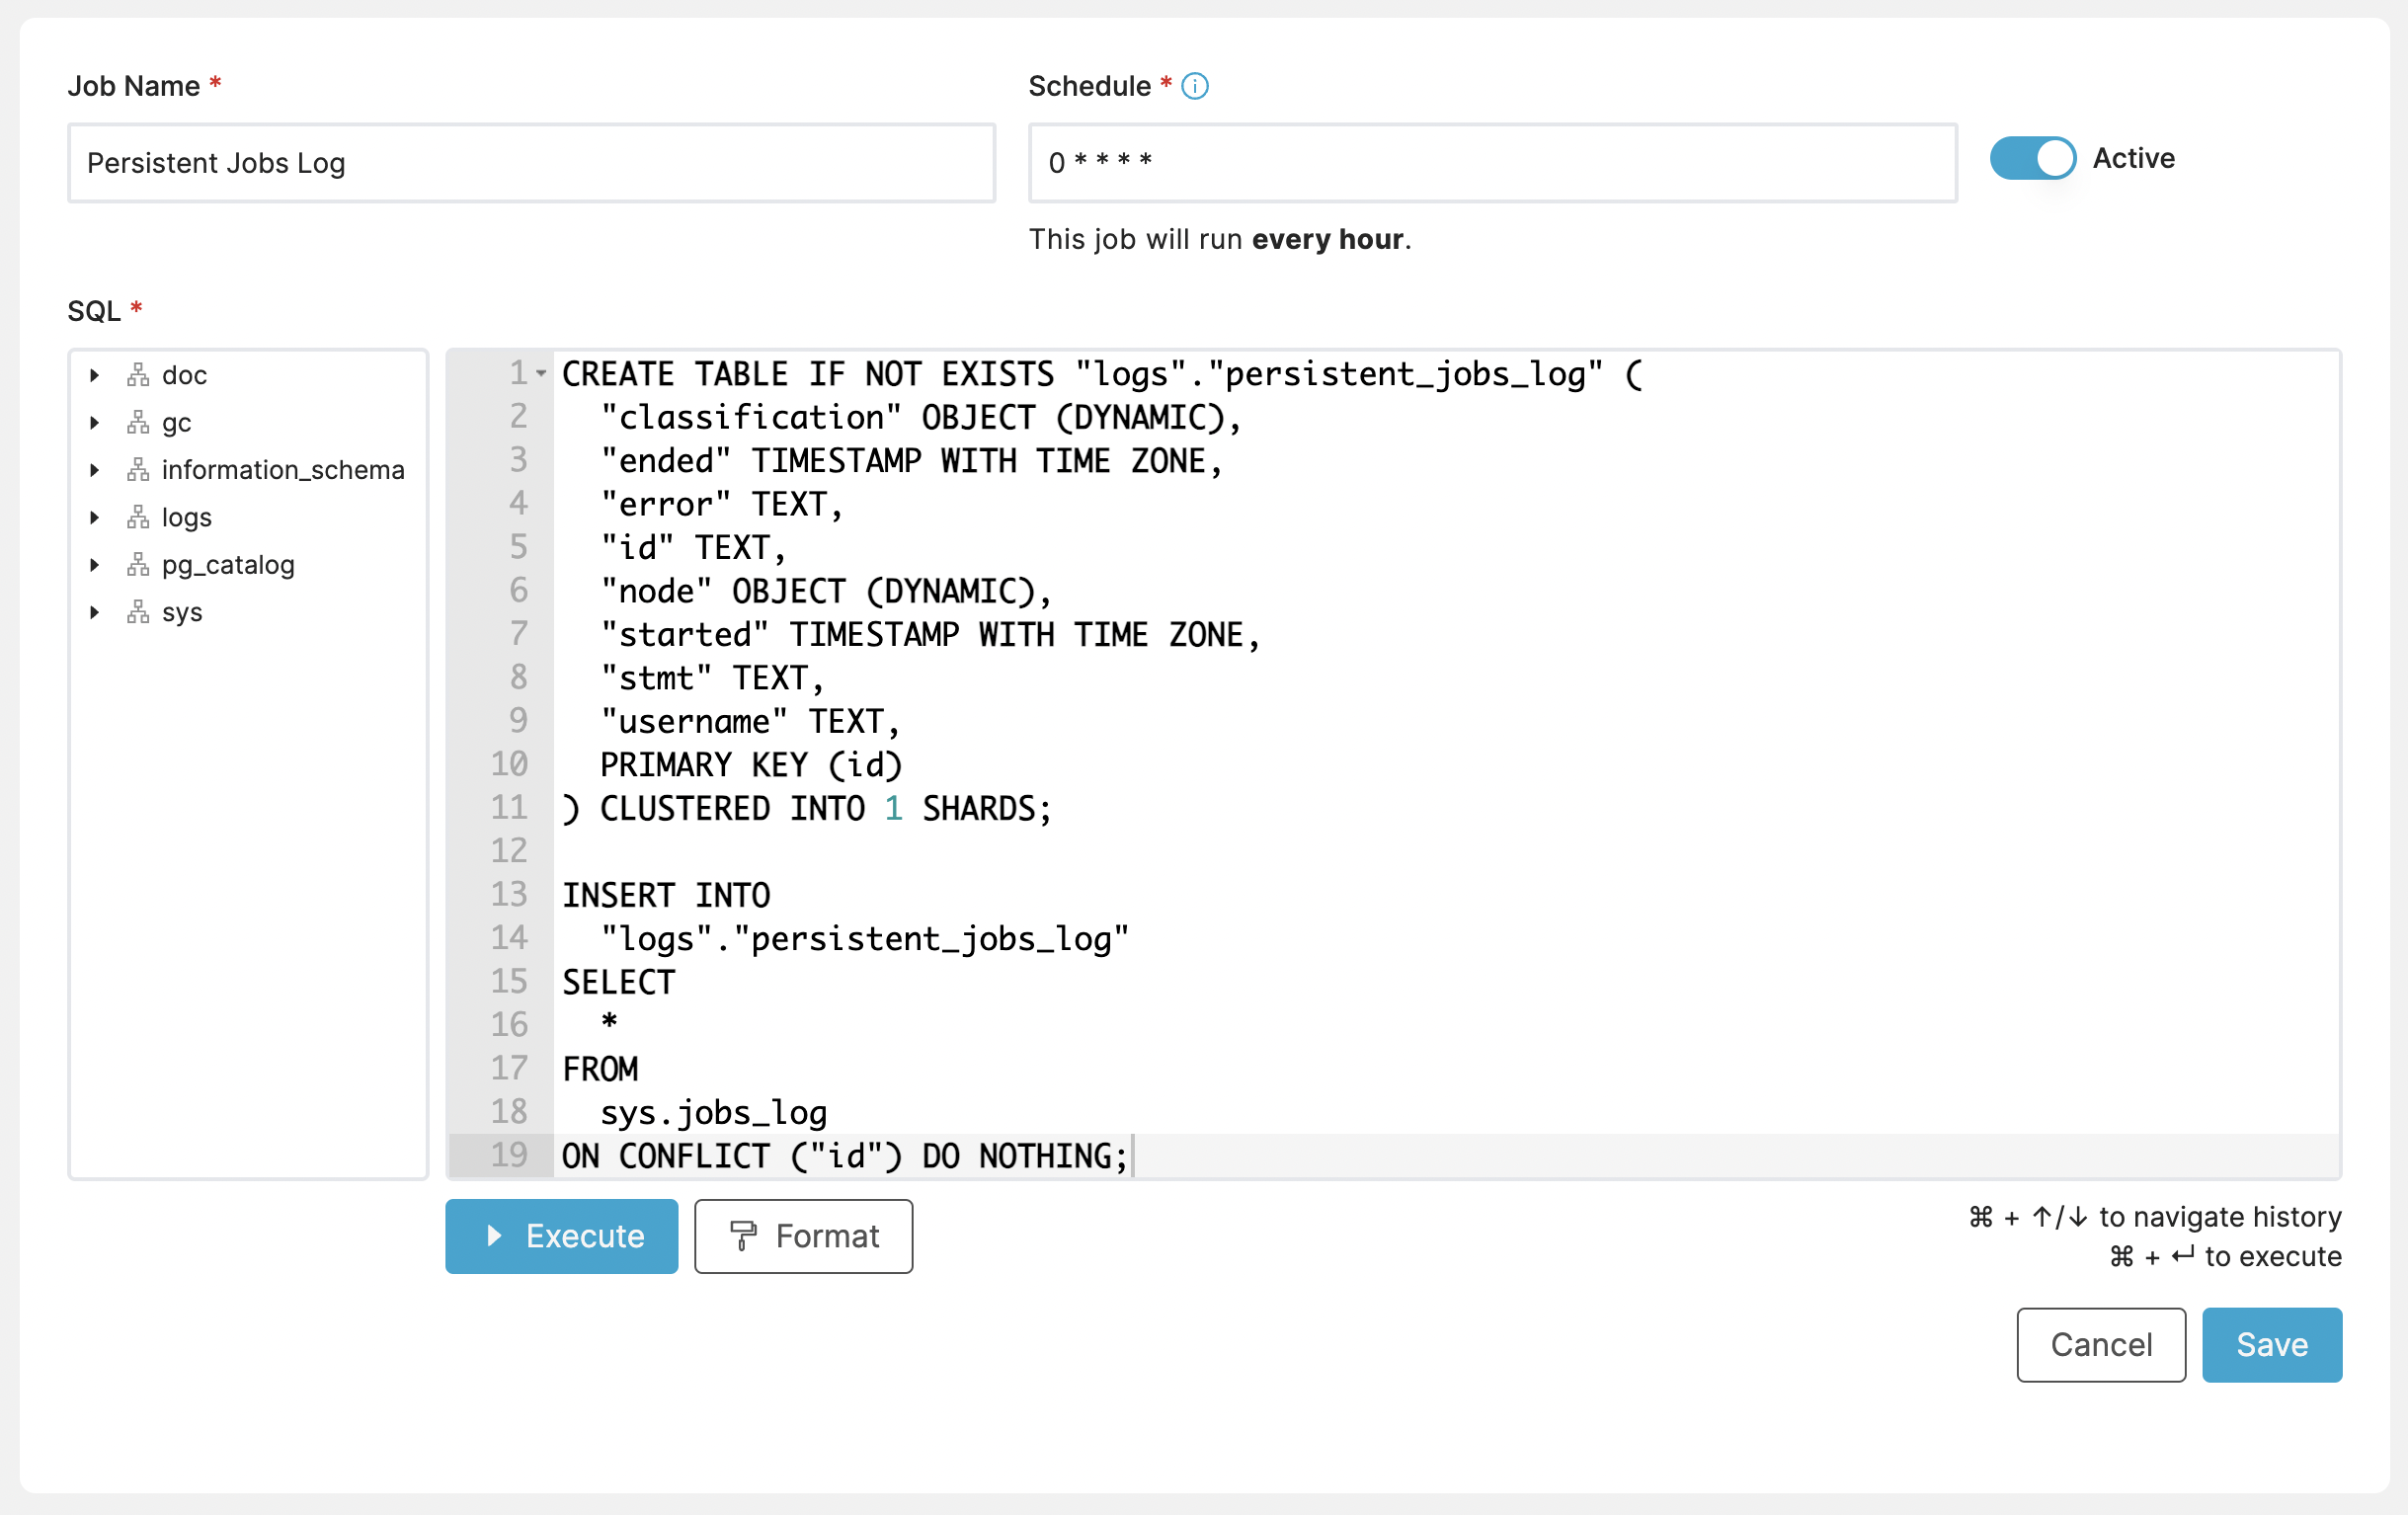 Job Name *
Schedule *
Persistent Jobs Log
0 * * * *
Active
This job will run every hour.
SQL *
doc
gc
information_schema
logs
pg_catalog
sys
1 CREATE TABLE IF NOT EXISTS "logs"."persistent_jobs_log" (
2 "classification" OBJECT (DYNAMIC),
3 "ended" TIMESTAMP WITH TIME ZONE,
4 "error" TEXT,
5 "id" TEXT,
6 "node" OBJECT (DYNAMIC),
7 "started" TIMESTAMP WITH TIME ZONE,
8 "stmt" TEXT,
9 "username" TEXT,
10 PRIMARY KEY (id)
11 ) CLUSTERED INTO 1 SHARDS;
12
13 INSERT INTO
14 "logs"."persistent_jobs_log"
15 SELECT
16 *
17 FROM
18 sys.jobs_log
19 ON CONFLICT ("id") DO NOTHING;
Execute
Format
⌘ + ↑/↓ to navigate history
⌘ + ↵ to execute
Cancel
Save